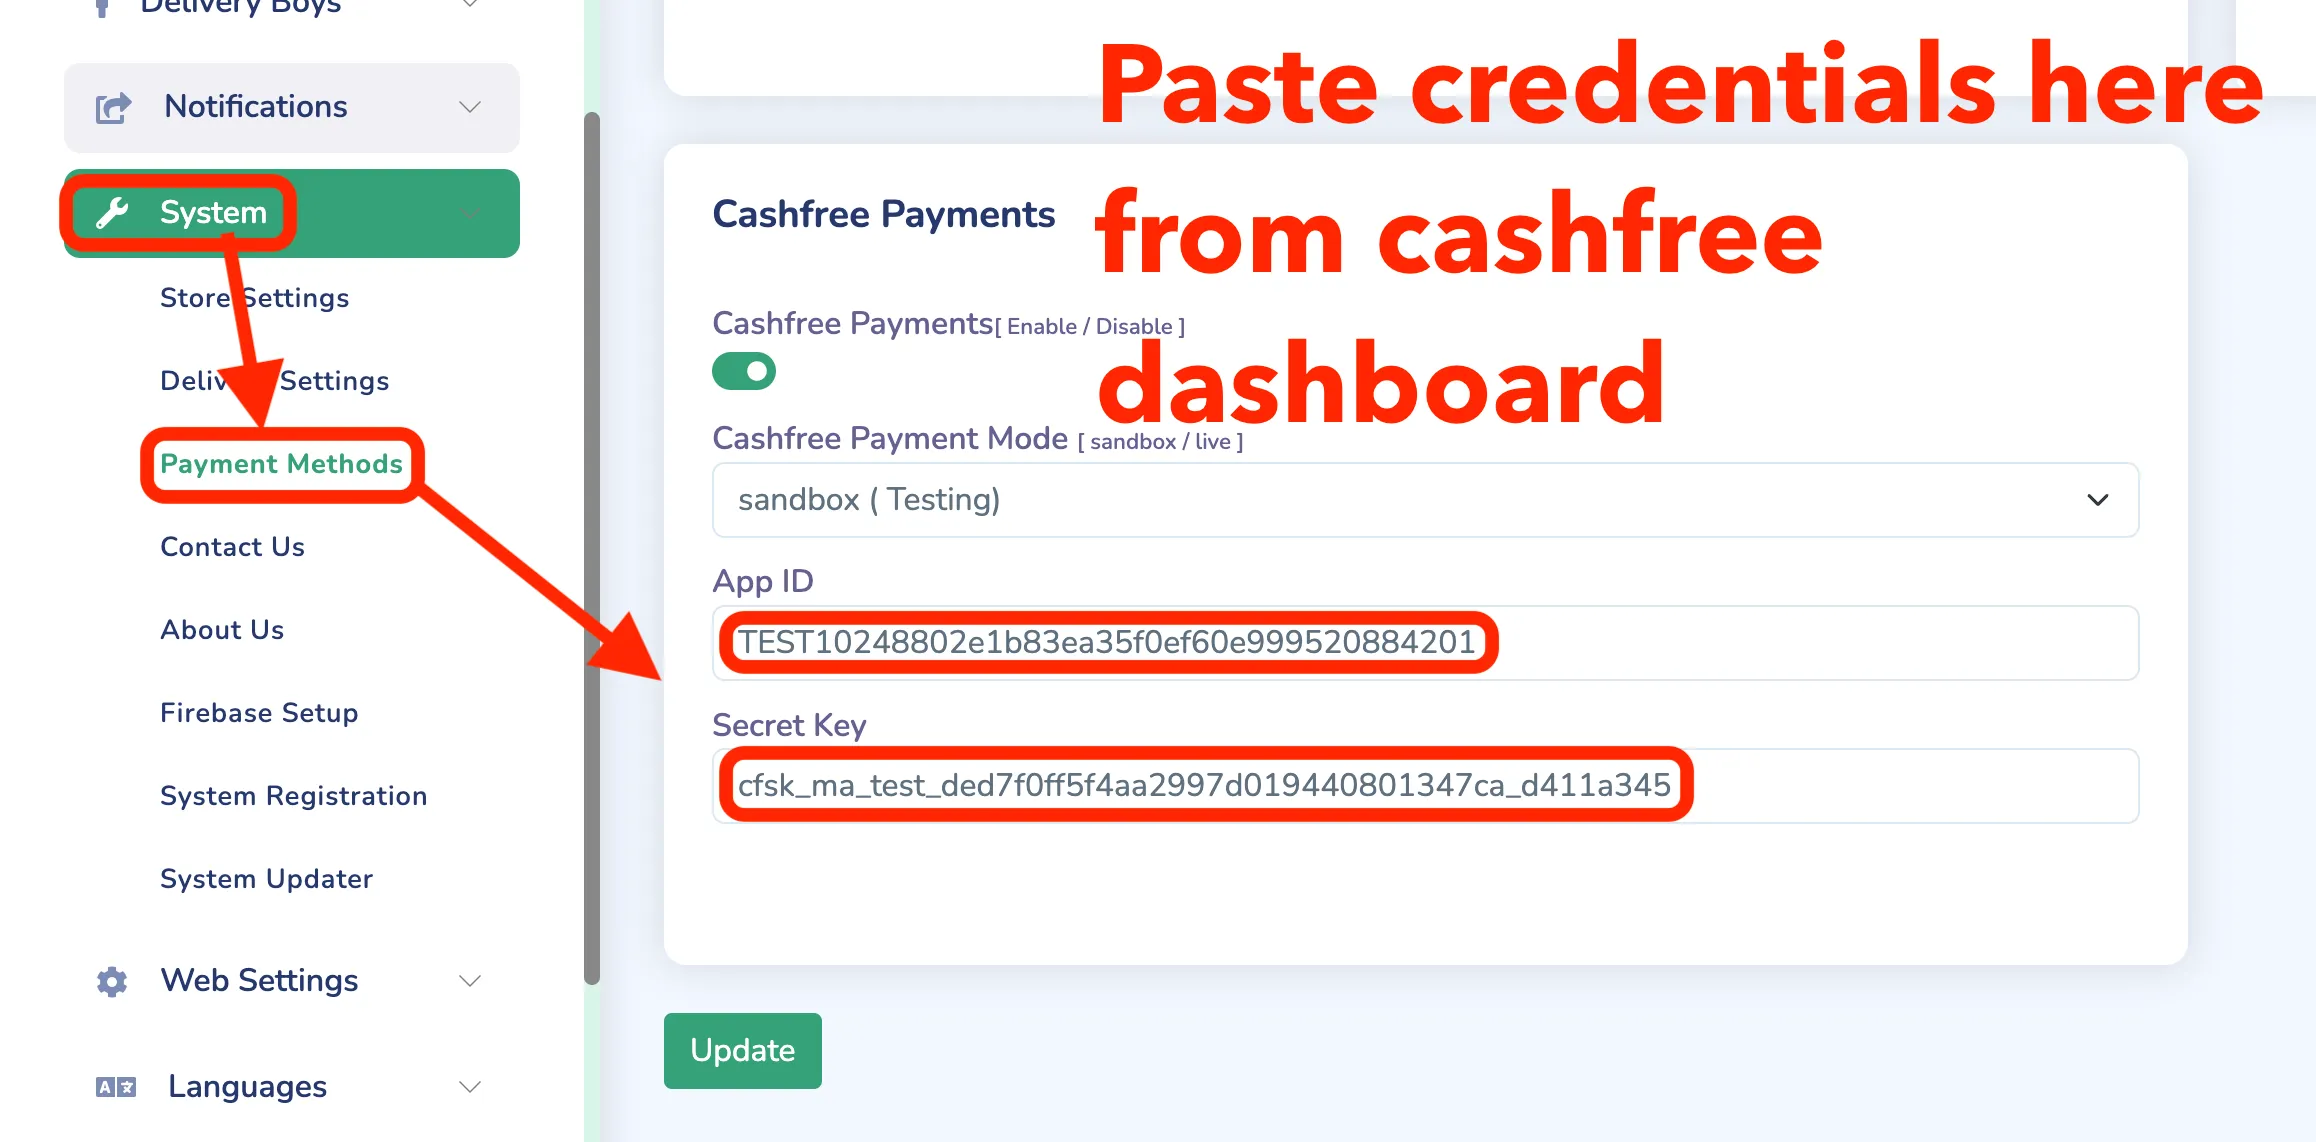 Delivery Boys
Notifications
System
Store Settings
Settings
Payment Methods
Contact Us
About Us
Firebase Setup
System Registration
System Updater
Web Settings
Languages
Paste credentials here
from cashfree
dashboard
Cashfree Payments
Cashfree Payments[ Enable / Disable ]
Cashfree Payment Mode [ sandbox / live ]
sandbox ( Testing)
App ID
TEST10248802e1b83ea35f0ef60e999520884201
Secret Key
cfsk_ma_test_ded7f0ff5f4aa2997d019440801347ca_d411a345
Update